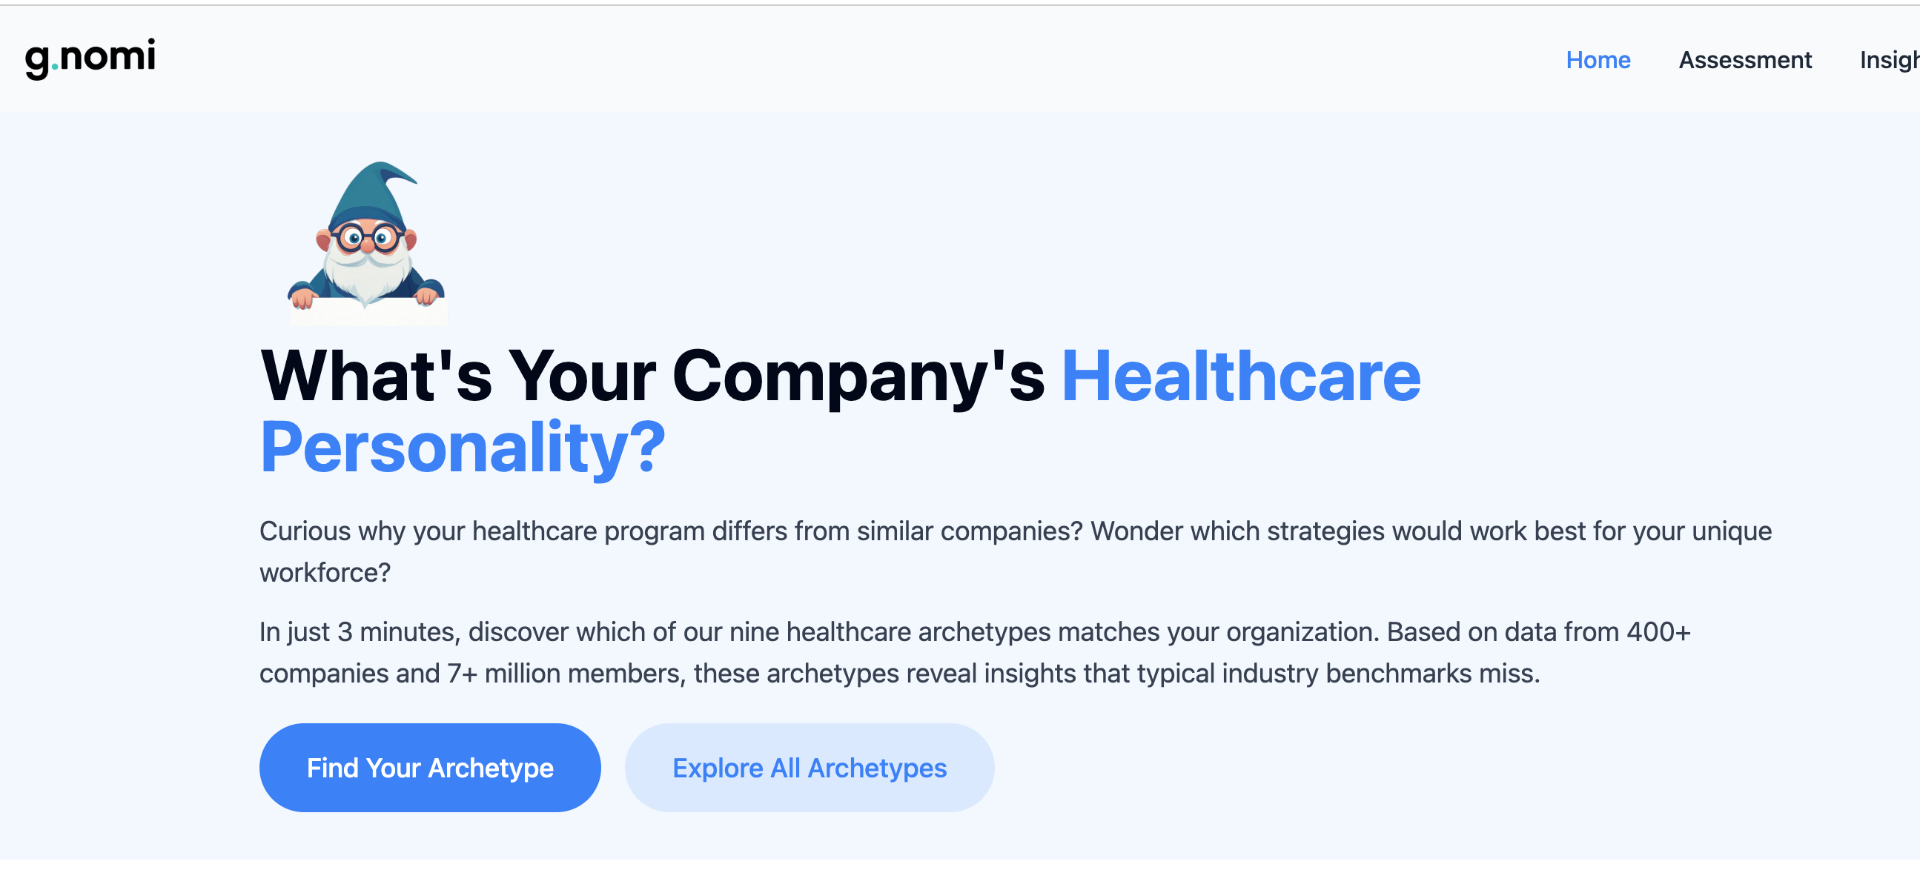 g.nomi
Home Assessment
What's Your Company's Healthcare
Personality?
Curious why your healthcare program differs from similar companies? Wonder which strategies would work best for your unique
workforce?
In just 3 minutes, discover which of our nine healthcare archetypes matches your organization. Based on data from 400+
companies and 7+ million members, these archetypes reveal insights that typical industry benchmarks miss.
Find Your Archetype Explore All Archetypes